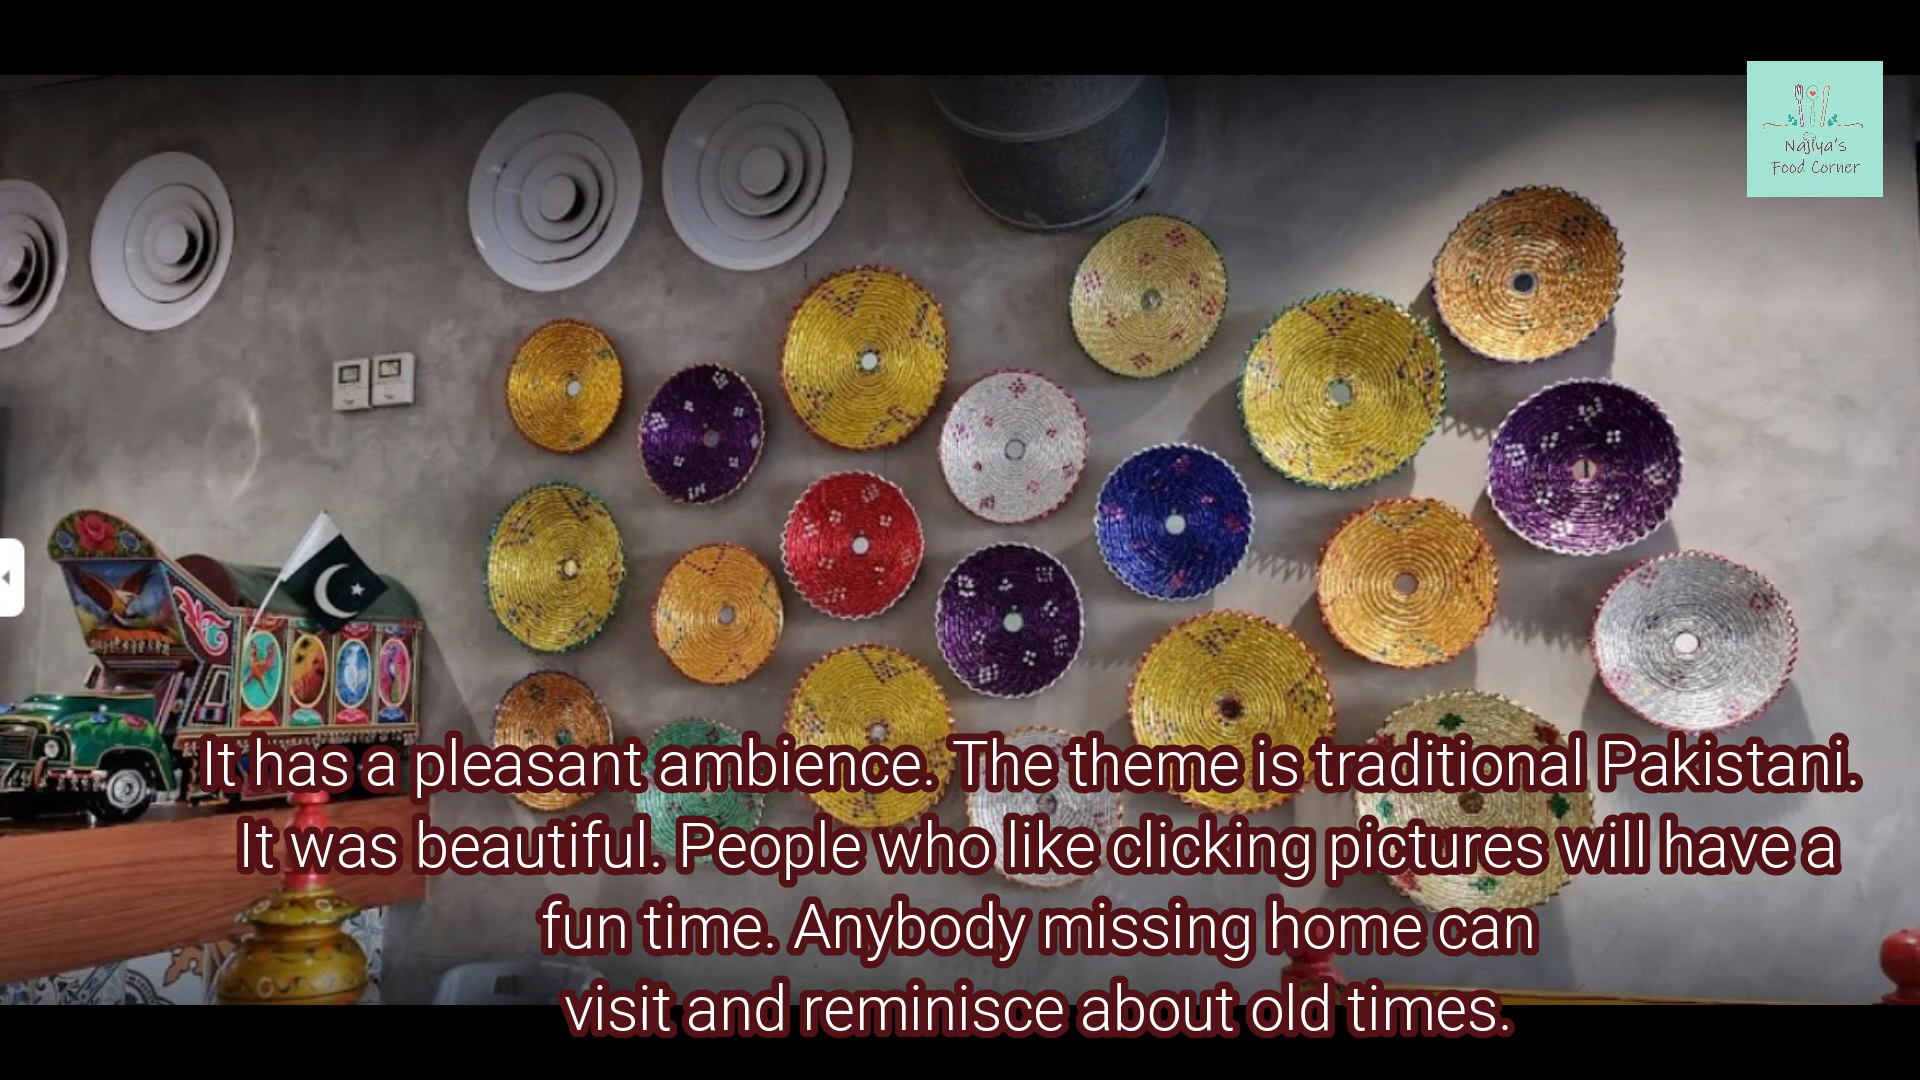 Najiya's
Food Corner
It has a pleasant ambience. The theme is traditional Pakistani.
It was beautiful. People who like clicking pictures will have a
fun time. Anybody missing home can
visit and reminisce about old times.